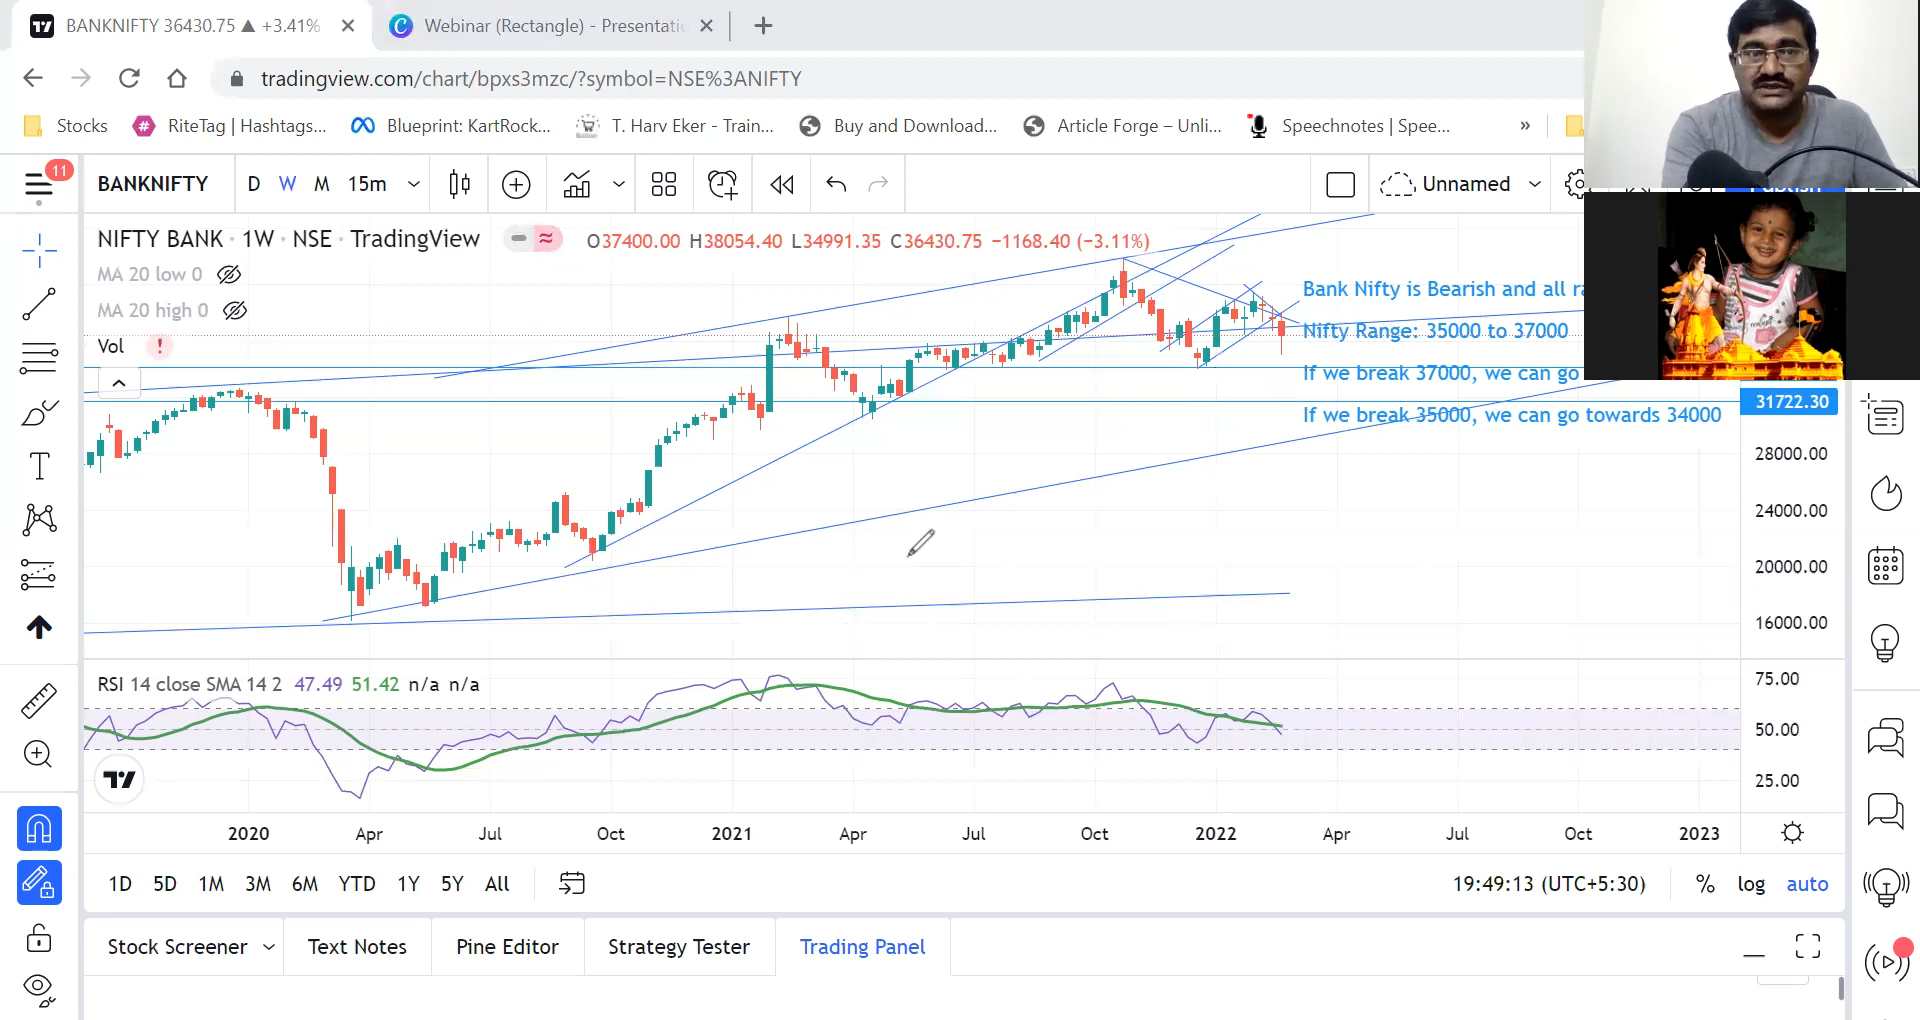 BANKNIFTY 36430.75 ▲ +3.41%
Webinar (Rectangle) - Presentatio
tradingview.com/chart/bpxs3mzc/?symbol=NSE%3ANIFTY
Stocks
RiteTag | Hashtags...
Blueprint: KartRock...
T. Harv Eker - Train...
Buy and Download...
Article Forge – Unli...
Speechnotes | Spee...
11
BANKNIFTY
D W M 15m
Unnamed
NIFTY BANK · 1W · NSE · TradingView
O37400.00 H38054.40 L34991.35 C36430.75 −1168.40 (−3.11%)
MA 20 low 0
MA 20 high 0
Vol
Bank Nifty is Bearish and all ra
Nifty Range: 35000 to 37000
If we break 37000, we can go
If we break 35000, we can go towards 34000
31722.30
28000.00
24000.00
20000.00
16000.00
RSI 14 close SMA 14 2 47.49 51.42 n/a n/a
75.00
50.00
25.00
2020 Apr Jul Oct 2021 Apr Jul Oct 2022 Apr Jul Oct 2023
1D 5D 1M 3M 6M YTD 1Y 5Y All
19:49:13 (UTC+5:30) % log auto
Stock Screener
Text Notes
Pine Editor
Strategy Tester
Trading Panel